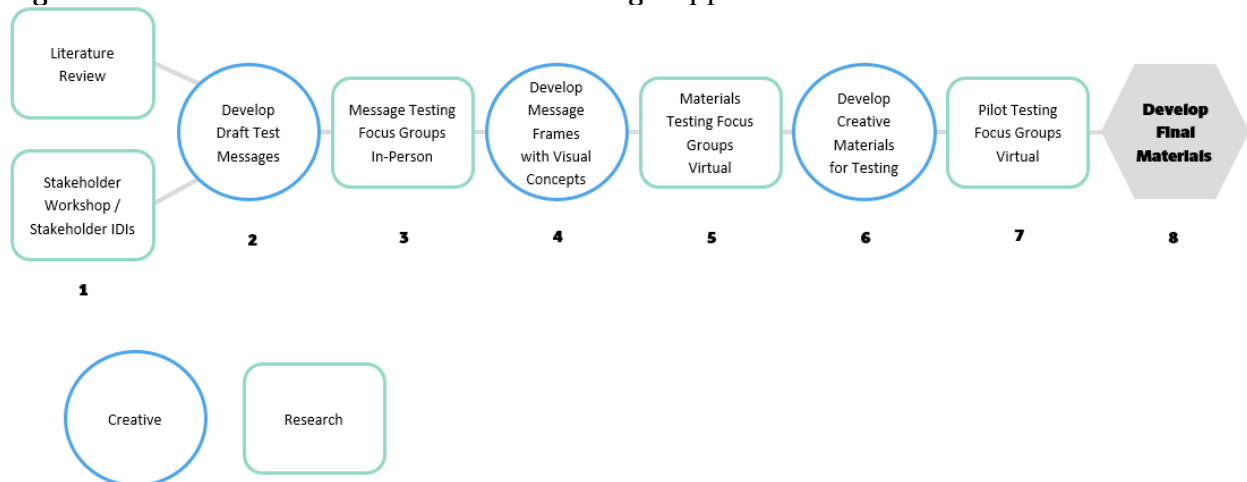 Literature
Review
Stakeholder
Workshop /
Stakeholder IDIs
1
Develop
Draft Test
Messages
2
Message Testing
Focus Groups
In-Person
3
Develop
Message
Frames
with Visual
Concepts
4
Materials
Testing Focus
Groups
Virtual
5
Develop
Creative
Materials
for Testing
6
Pilot Testing
Focus Groups
Virtual
7
Develop
Final
Materials
8
Creative
Research